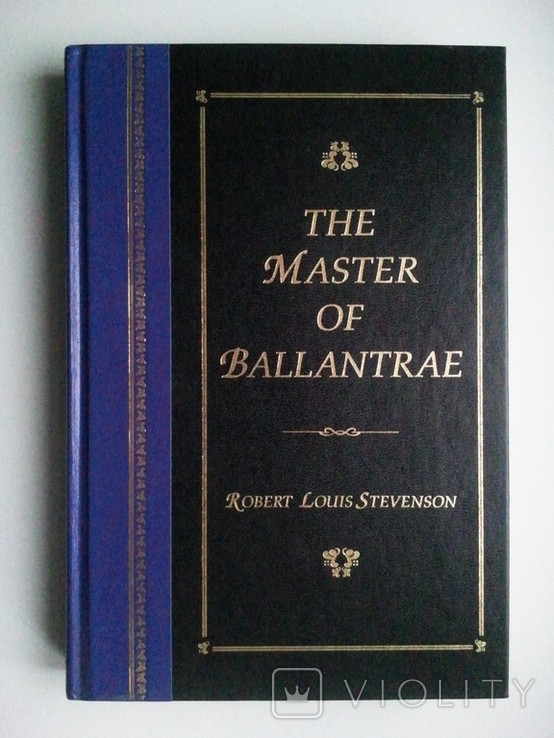 THE
MASTER
OF
BALLANTRAE
ROBERT LOUIS STEVENSON
VIOLITY